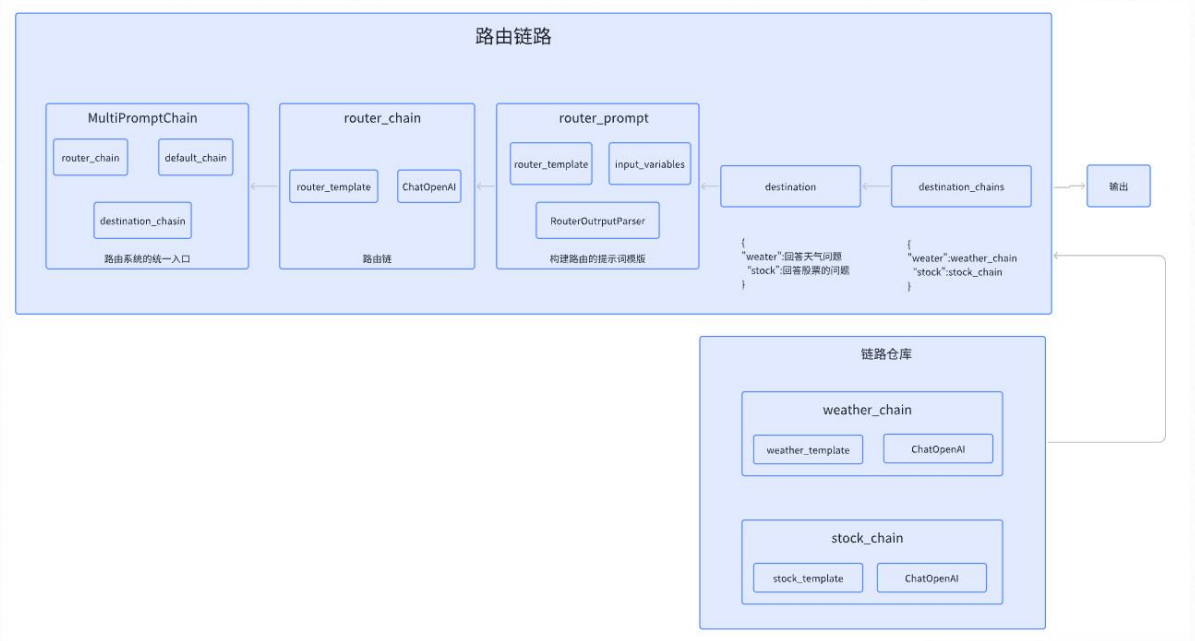 路由链路
MultiPromptChain
router_chain
default_chain
destination_chasin
路由系统的统一入口
router_chain
router_template
ChatOpenAI
路由链
router_prompt
router_template
input_variables
RouterOutrputParser
构建路由的提示词模版
destination
{
"weater":回答天气问题
"stock":回答股票的问题
}
destination_chains
{
"weater":weather_chain
"stock":stock_chain
}
输出
链路仓库
weather_chain
weather_template
ChatOpenAI
stock_chain
stock_template
ChatOpenAI